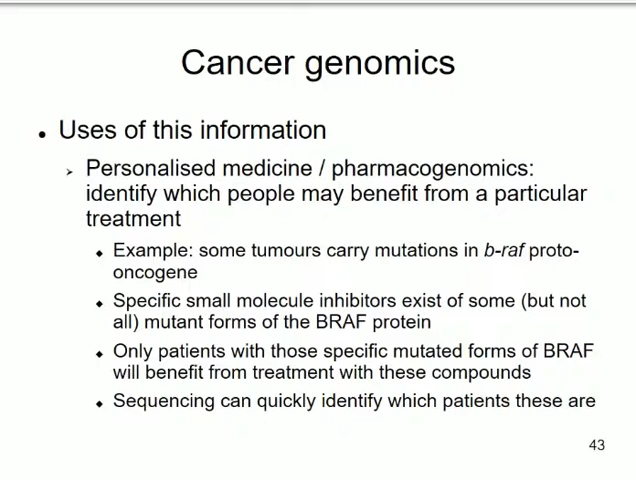 Cancer genomics
● Uses of this information
➢ Personalised medicine / pharmacogenomics:
identify which people may benefit from a particular
treatment
◆ Example: some tumours carry mutations in b-raf proto-
oncogene
◆ Specific small molecule inhibitors exist of some (but not
all) mutant forms of the BRAF protein
◆ Only patients with those specific mutated forms of BRAF
will benefit from treatment with these compounds
◆ Sequencing can quickly identify which patients these are
43